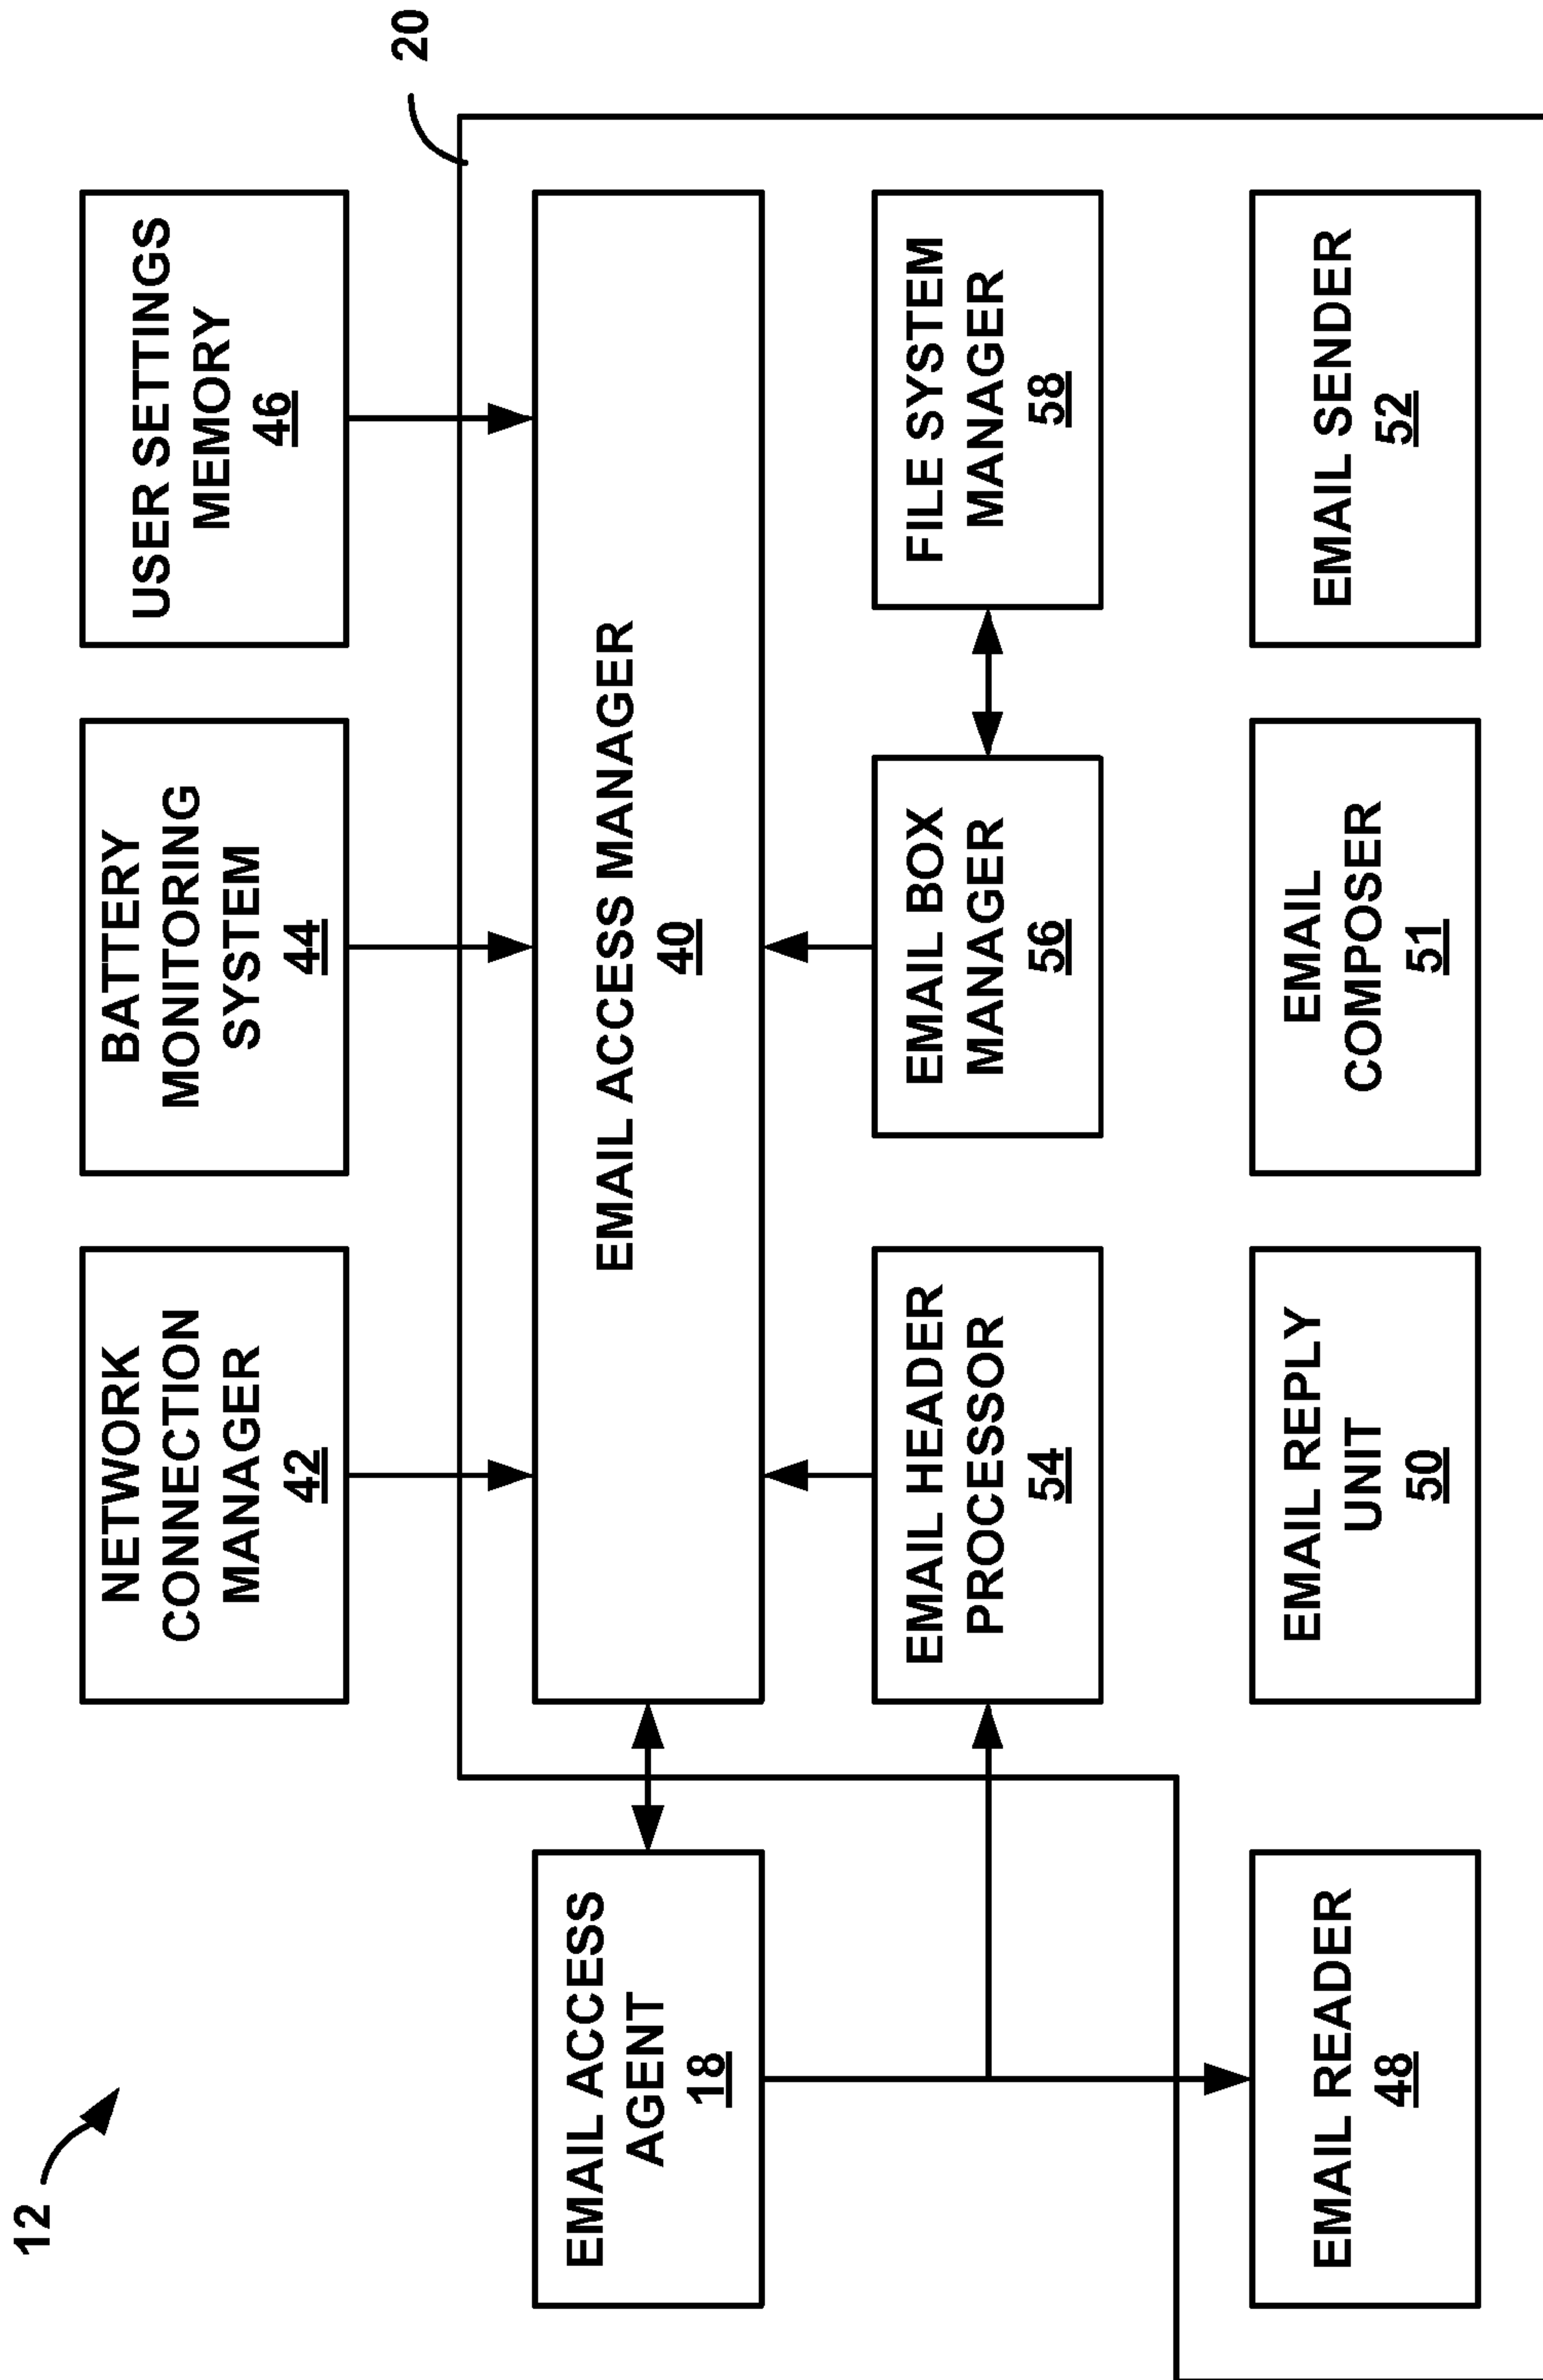 12
20
NETWORK
CONNECTION
MANAGER
42
BATTERY
MONITORING
SYSTEM
44
USER SETTINGS
MEMORY
46
EMAIL ACCESS
AGENT
18
EMAIL ACCESS MANAGER
40
EMAIL HEADER
PROCESSOR
54
EMAIL BOX
MANAGER
56
FILE SYSTEM
MANAGER
58
EMAIL READER
48
EMAIL REPLY
UNIT
50
EMAIL
COMPOSER
51
EMAIL SENDER
52